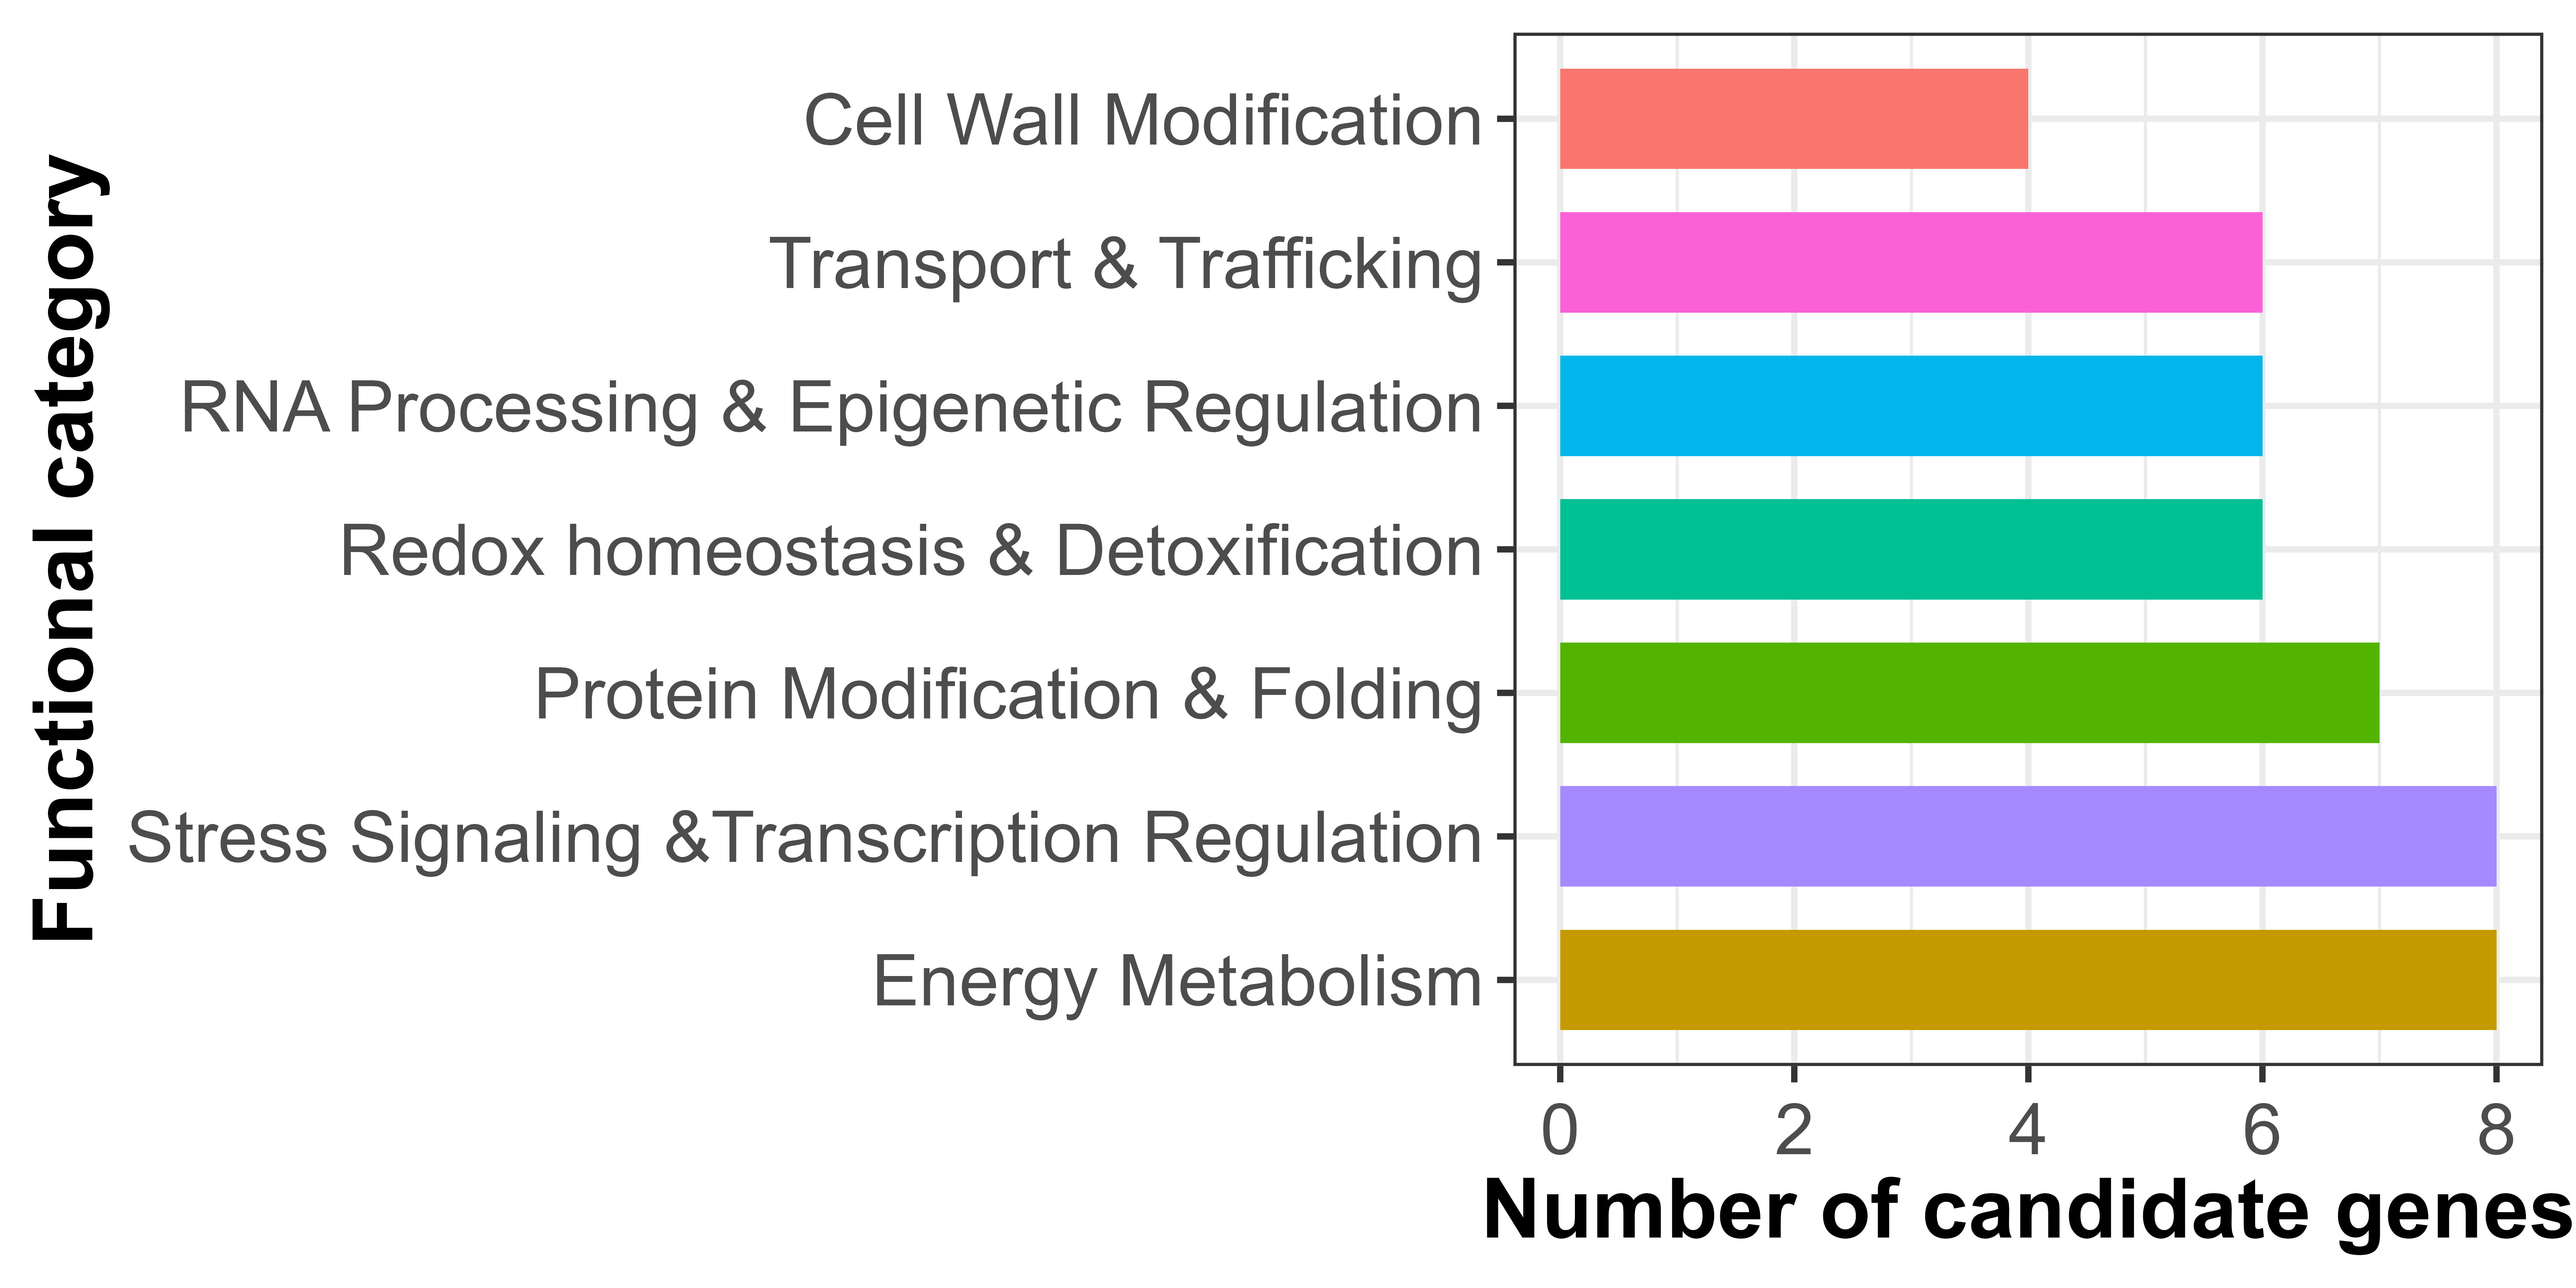 Functional category
Cell Wall Modification
Transport & Trafficking
RNA Processing & Epigenetic Regulation
Redox homeostasis & Detoxification
Protein Modification & Folding
Stress Signaling &Transcription Regulation
Energy Metabolism
0 2 4 6 8
Number of candidate genes